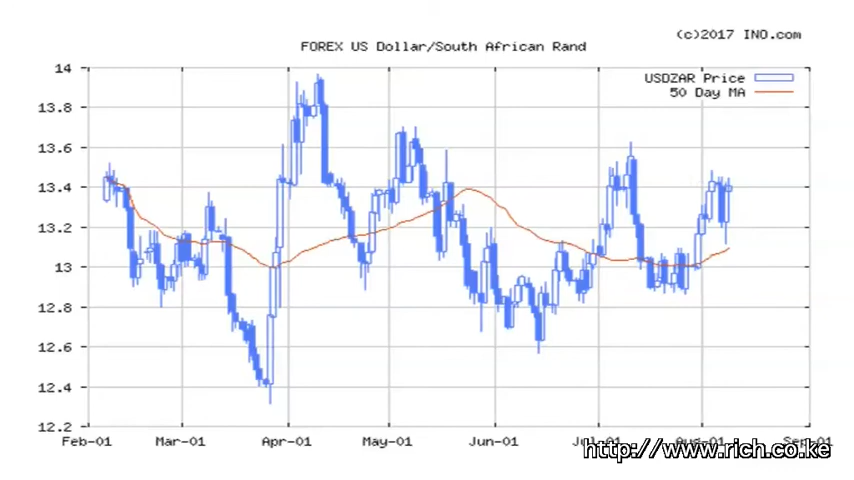 (c)2017 INO.com
FOREX US Dollar/South African Rand
USDZAR Price
50 Day MA
14
13.8
13.6
13.4
13.2
13
12.8
12.6
12.4
12.2
Feb-01 Mar-01 Apr-01 May-01 Jun-01 Jul-01 Aug-01 Sep-01
http://www.rich.co.ke